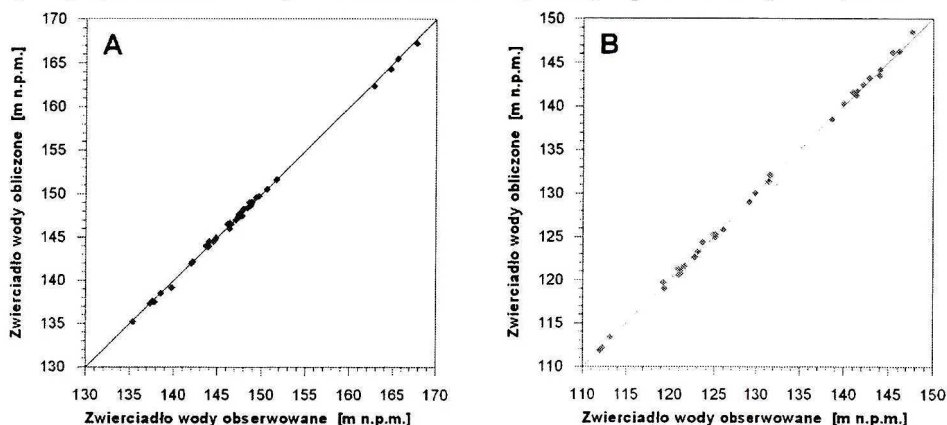 A
Zwierciadło wody obliczone [m n.p.m.]
170
165
160
155
150
145
140
135
130
130 135 140 145 150 155 160 165 170
Zwierciadło wody obserwowane [m n.p.m.]
B
Zwierciadło wody obliczone [m n.p.m.]
150
145
140
135
130
125
120
115
110
110 115 120 125 130 135 140 145 150
Zwierciadło wody obserwowane [m n.p.m.]